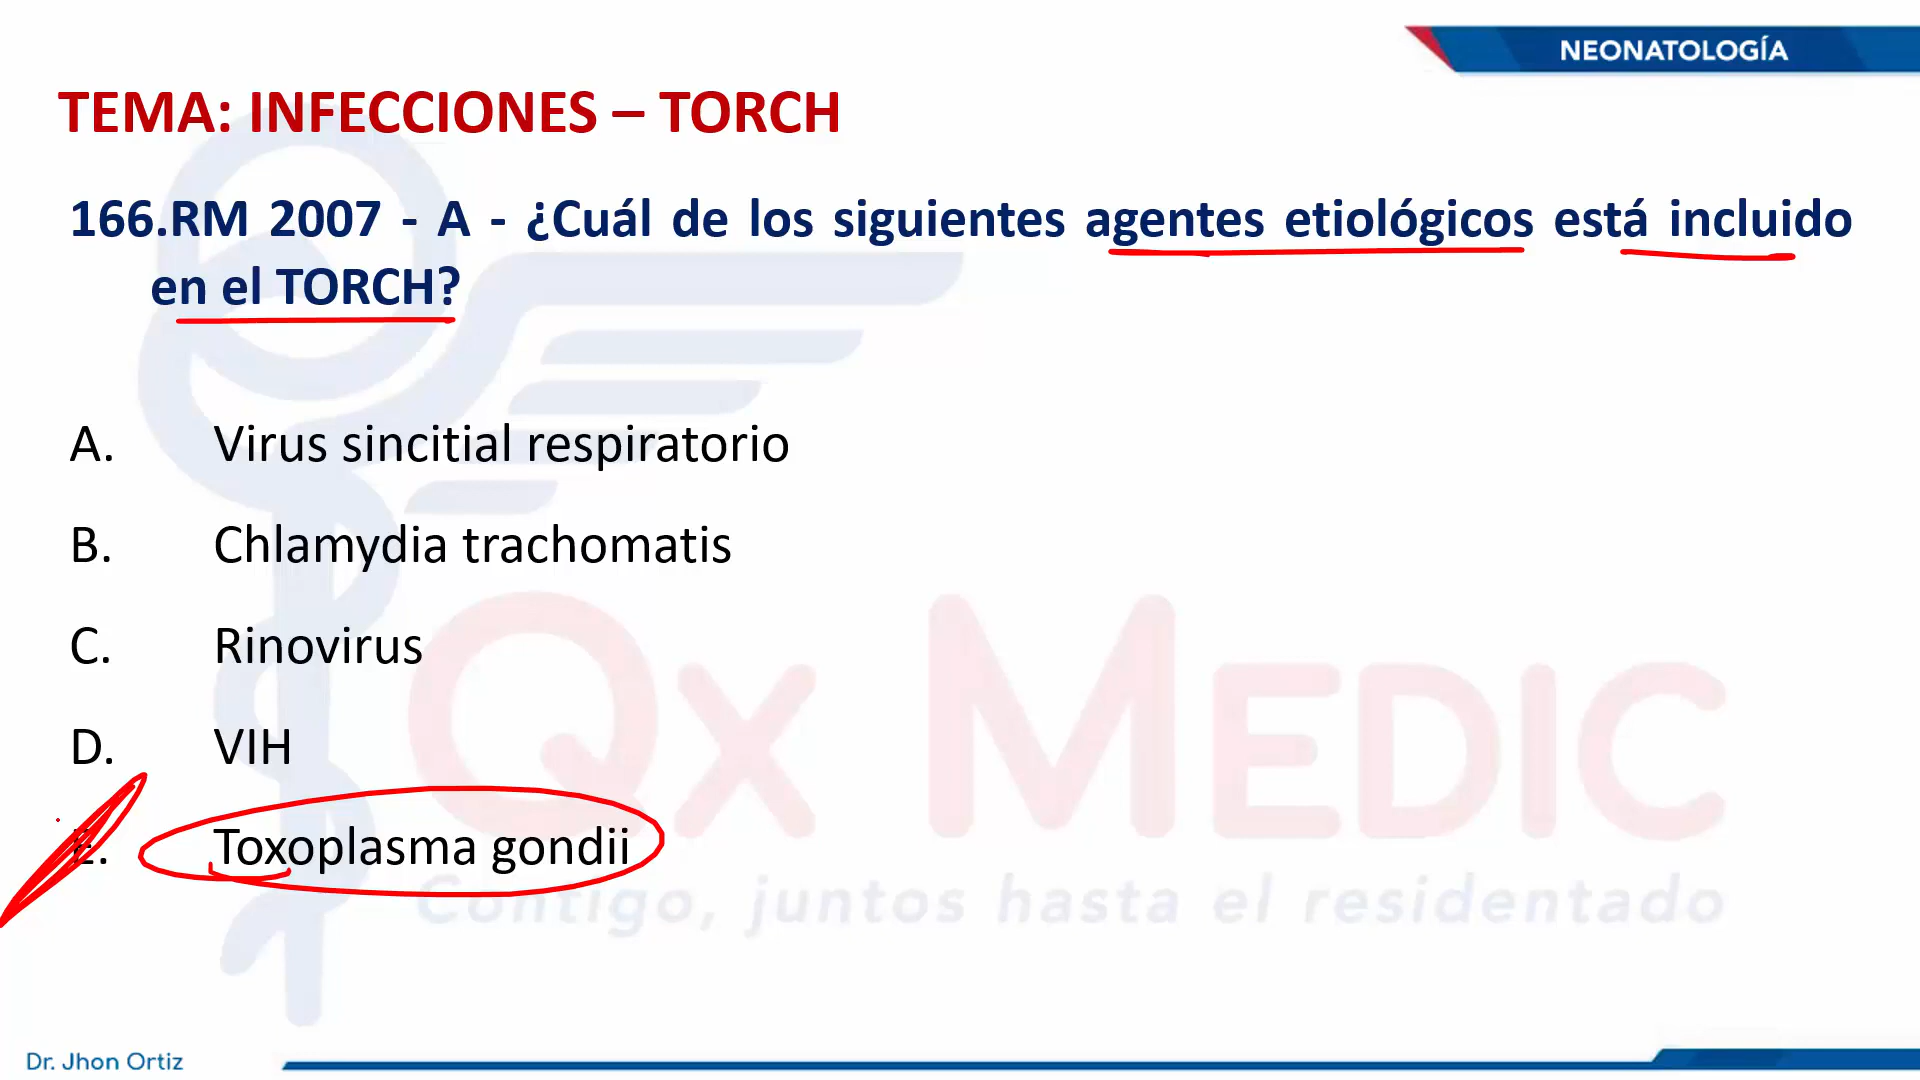 NEONATOLOGÍA
TEMA: INFECCIONES – TORCH
166.RM 2007 - A - ¿Cuál de los siguientes agentes etiológicos está incluido
en el TORCH?
A. Virus sincitial respiratorio
B. Chlamydia trachomatis
C. Rinovirus
D. VIH
E. Toxoplasma gondii
Qx MEDIC
Contigo, juntos hasta el residentado
Dr. Jhon Ortiz